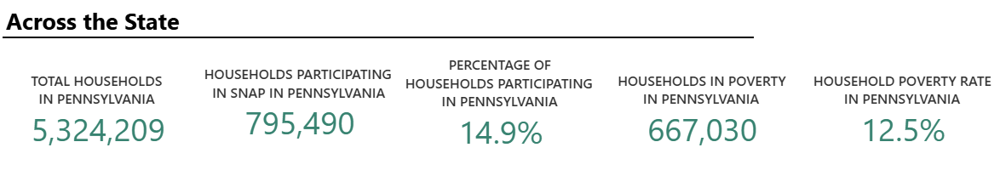 Across the State
TOTAL HOUSEHOLDS
IN PENNSYLVANIA
5,324,209
HOUSEHOLDS PARTICIPATING
IN SNAP IN PENNSYLVANIA
795,490
PERCENTAGE OF
HOUSEHOLDS PARTICIPATING
IN PENNSYLVANIA
14.9%
HOUSEHOLDS IN POVERTY
IN PENNSYLVANIA
667,030
HOUSEHOLD POVERTY RATE
IN PENNSYLVANIA
12.5%